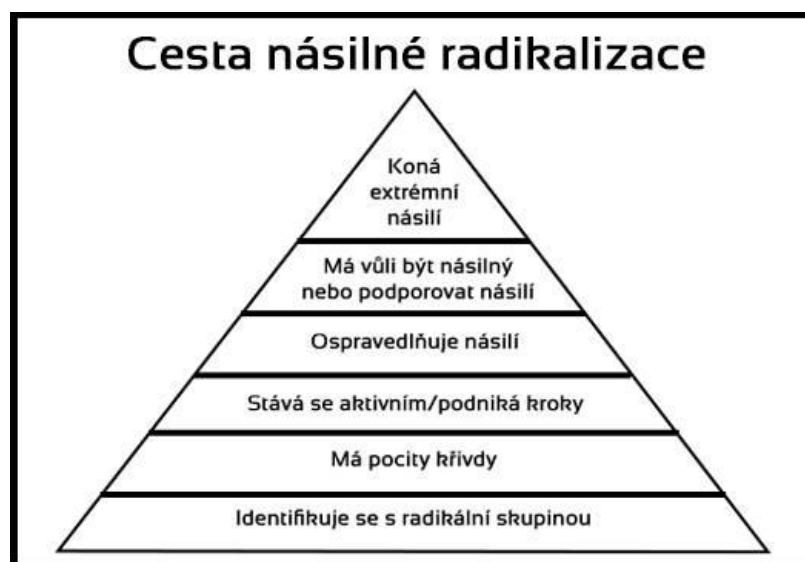 Cesta násilné radikalizace
Koná
extrémní
násilí
Má vůli být násilný
nebo podporovat násilí
Ospravedlňuje násilí
Stává se aktivním/podniká kroky
Má pocity křivdy
Identifikuje se s radikální skupinou